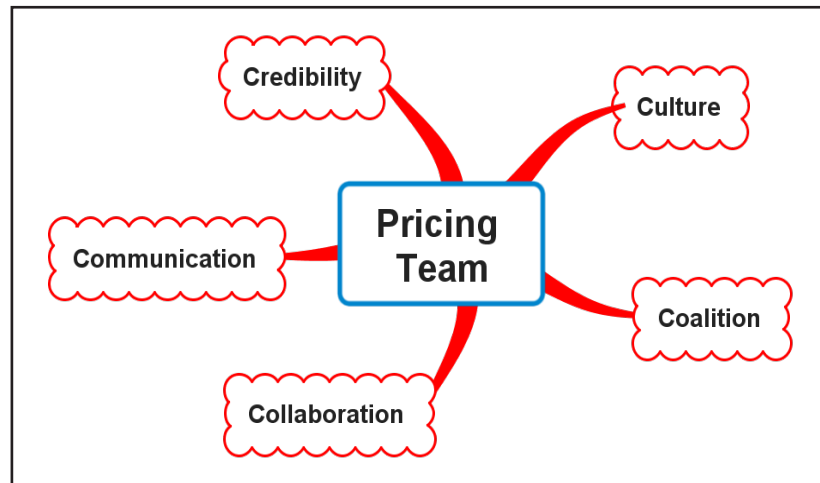 Credibility
Culture
Pricing
Team
Communication
Coalition
Collaboration